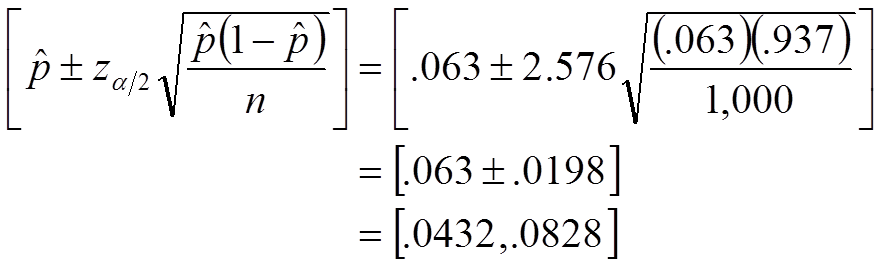 [p̂ ± z_{α/2} √(p̂(1 − p̂)/n)] = [.063 ± 2.576 √((.063)(.937)/1,000)]
= [.063 ± .0198]
= [.0432,.0828]